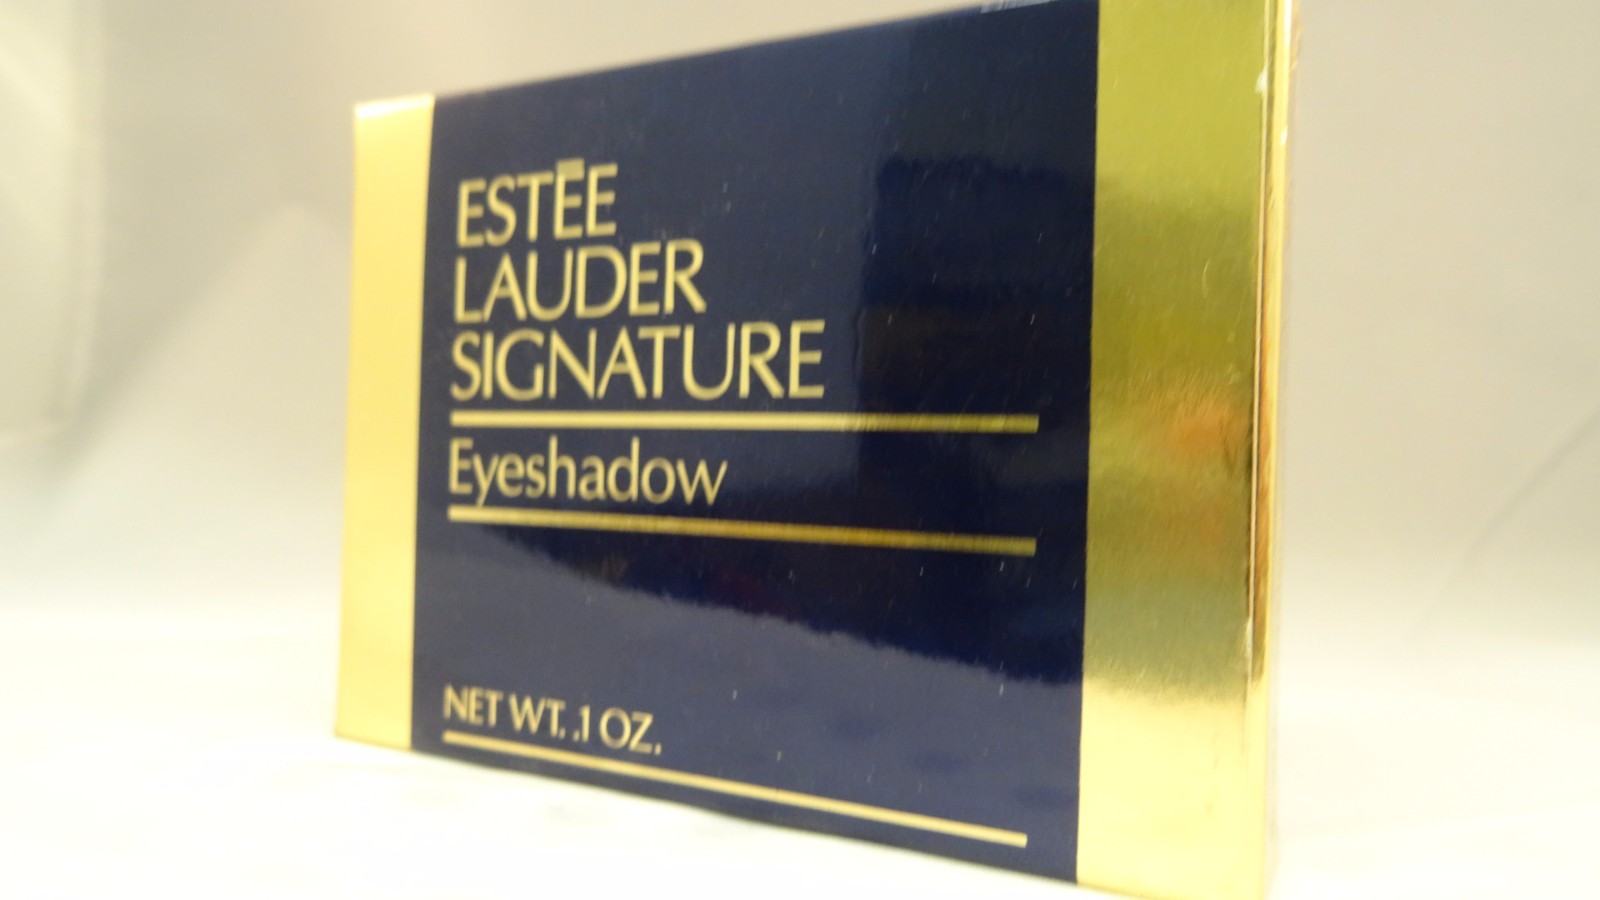 ESTĒE
LAUDER
SIGNATURE
Eyeshadow
NET WT. .1 OZ.